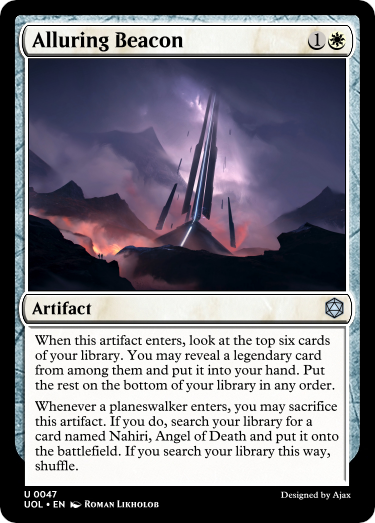 Alluring Beacon 1
Artifact
When this artifact enters, look at the top six cards
of your library. You may reveal a legendary card
from among them and put it into your hand. Put
the rest on the bottom of your library in any order.
Whenever a planeswalker enters, you may sacrifice
this artifact. If you do, search your library for a
card named Nahiri, Angel of Death and put it onto
the battlefield. If you search your library this way,
shuffle.
U 0047
UOL • EN Roman Likholob
Designed by Ajax